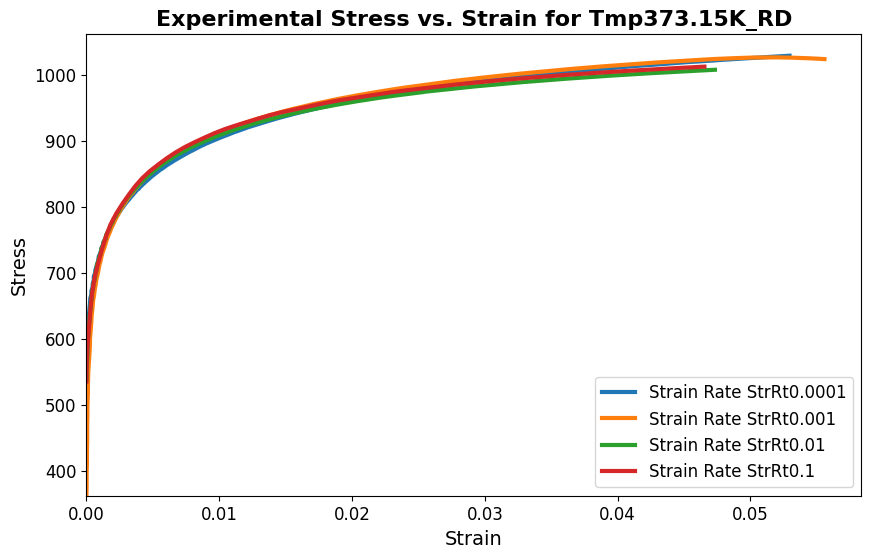 Experimental Stress vs. Strain for Tmp373.15K_RD
Stress
1000
900
800
700
600
500
400
0.00
0.01
0.02
0.03
0.04
0.05
Strain
Strain Rate StrRt0.0001
Strain Rate StrRt0.001
Strain Rate StrRt0.01
Strain Rate StrRt0.1